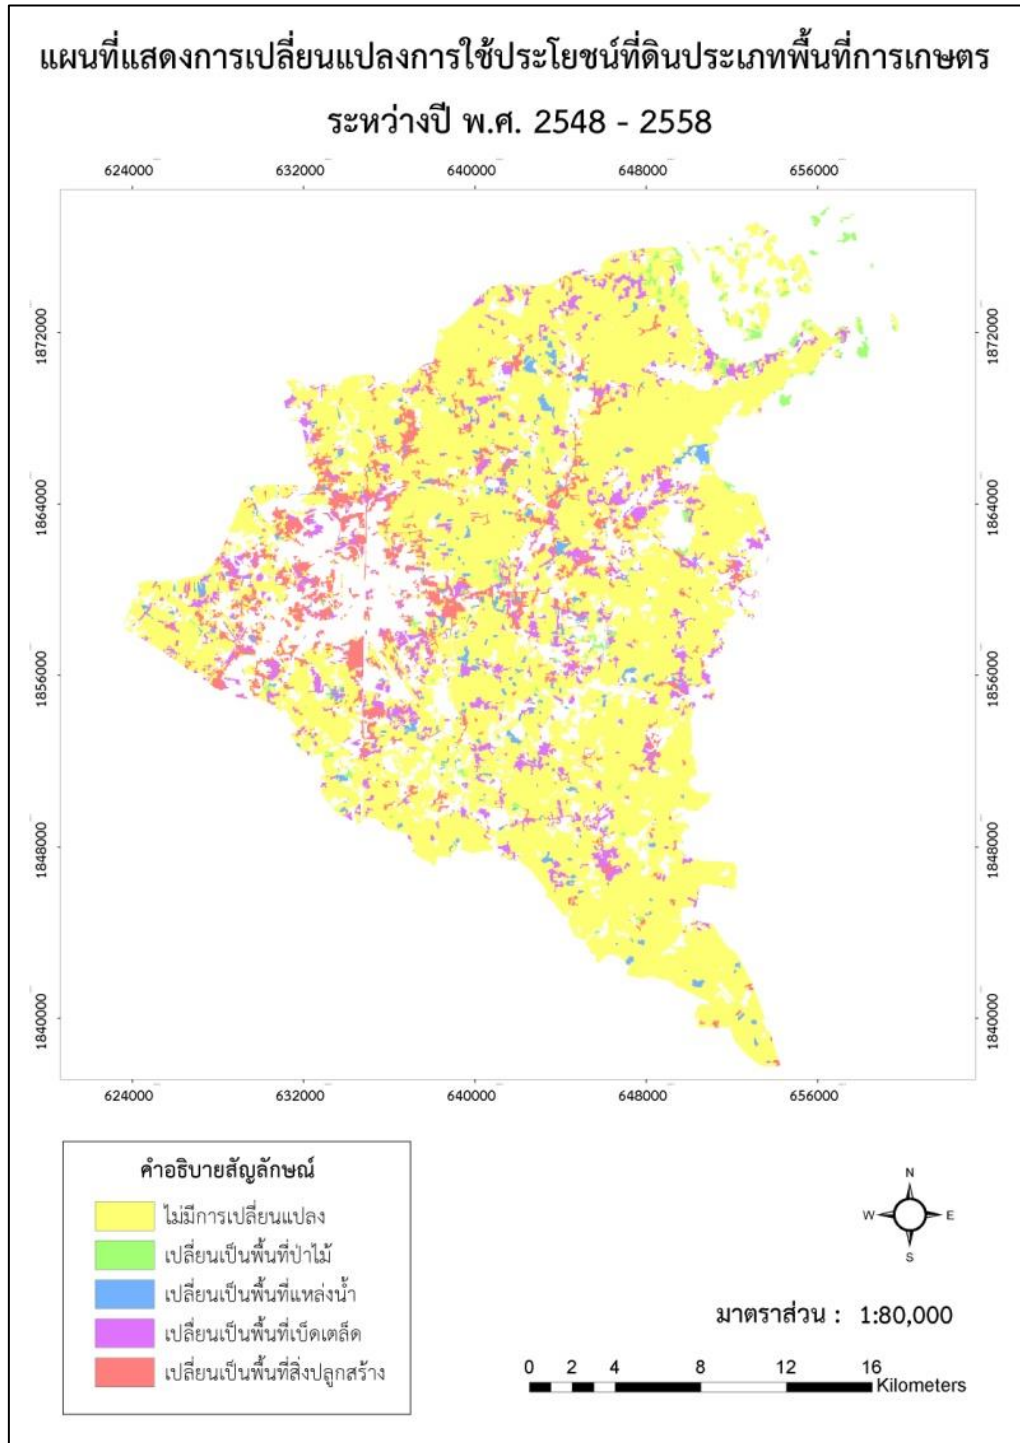 แผนที่แสดงการเปลี่ยนแปลงการใช้ประโยชน์ที่ดินประเภทพื้นที่การเกษตร
ระหว่างปี พ.ศ. 2548 - 2558
624000 632000 640000 648000 656000
1872000 1872000
1864000 1864000
1856000 1856000
1848000 1848000
1840000 1840000
624000 632000 640000 648000 656000
คำอธิบายสัญลักษณ์
ไม่มีการเปลี่ยนแปลง
เปลี่ยนเป็นพื้นที่ป่าไม้
เปลี่ยนเป็นพื้นที่แหล่งน้ำ
เปลี่ยนเป็นพื้นที่เบ็ดเตล็ด
เปลี่ยนเป็นพื้นที่สิ่งปลูกสร้าง
N
W E
S
มาตราส่วน : 1:80,000
0 2 4 8 12 16
Kilometers